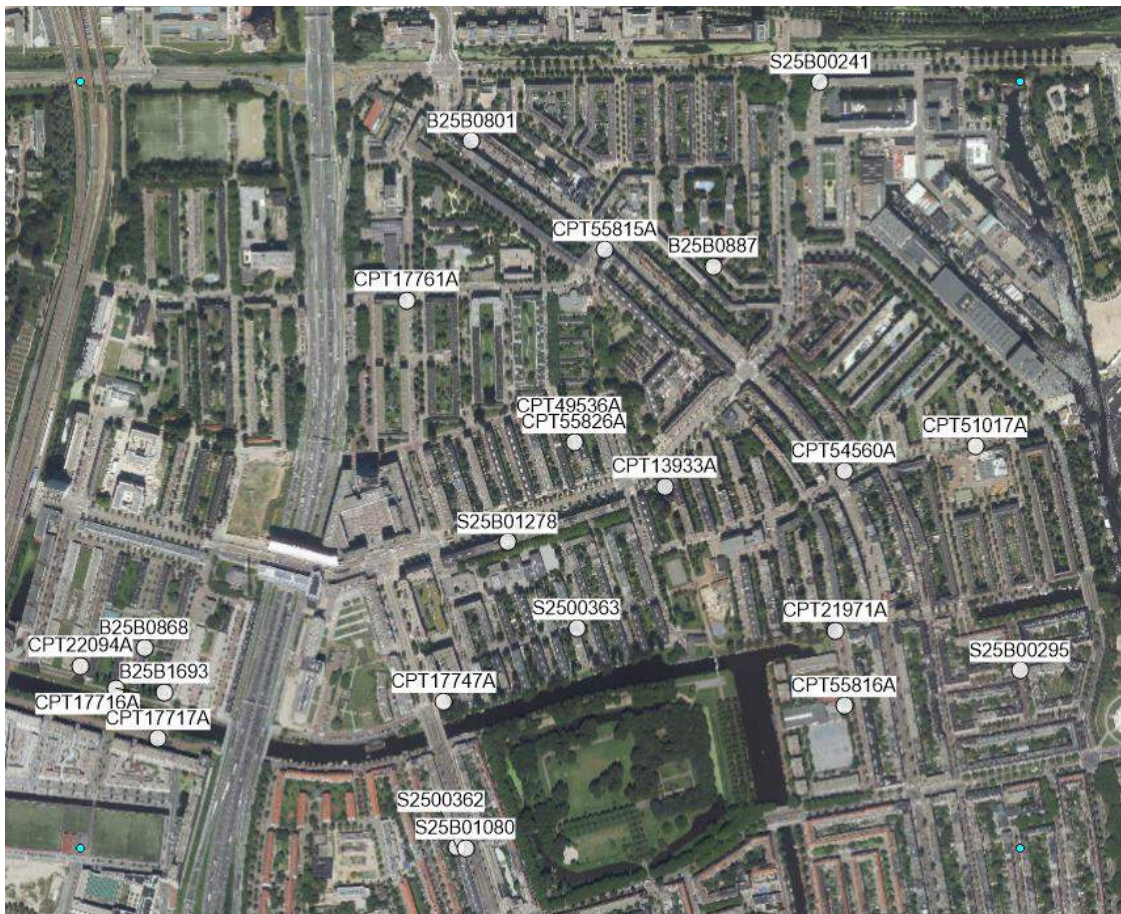 S25B00241
B25B0801
CPT55815A
B25B0887
CPT17761A
CPT49536A
CPT55826A
CPT51017A
CPT13933A
CPT54560A
S25B01278
S2500363
CPT21971A
B25B0868
CPT22094A
S25B00295
B25B1693
CPT17716A
CPT17747A
CPT55816A
CPT17717A
S2500362
S25B01080